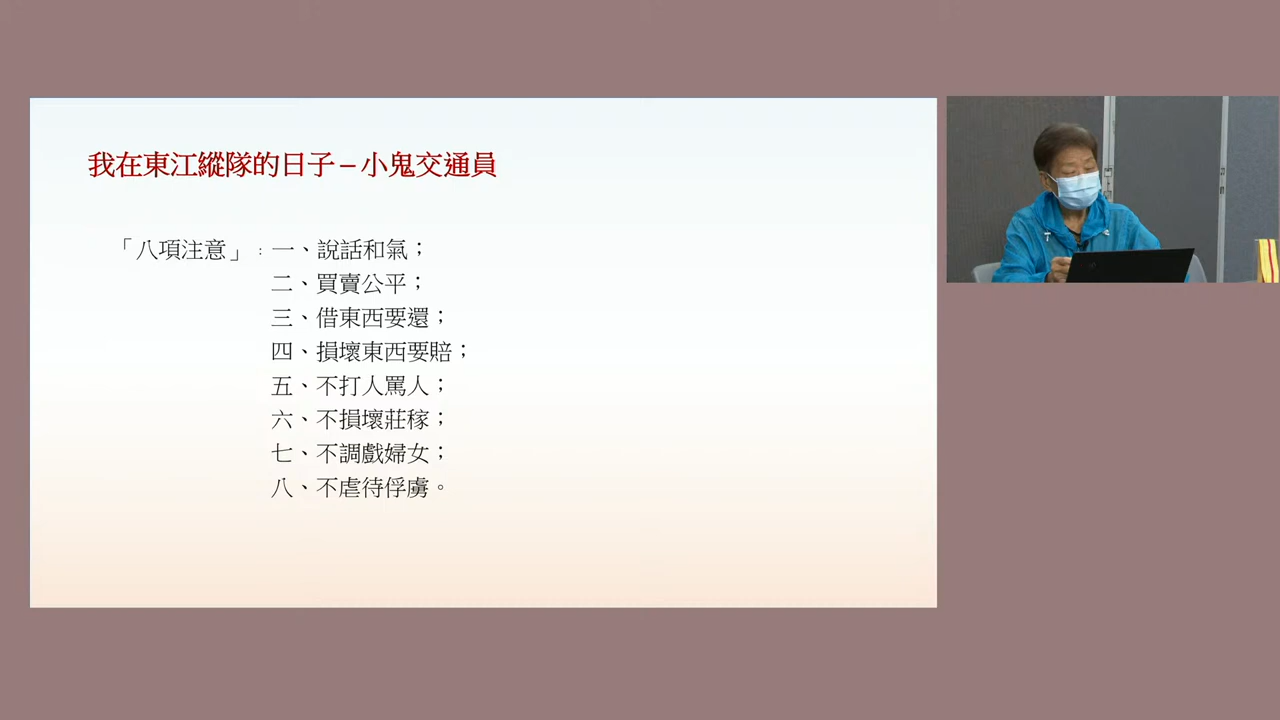 我在東江縱隊的日子 – 小鬼交通員
「八項注意」: 一、說話和氣；
二、買賣公平；
三、借東西要還；
四、損壞東西要賠；
五、不打人罵人；
六、不損壞莊稼；
七、不調戲婦女；
八、不虐待俘虜。